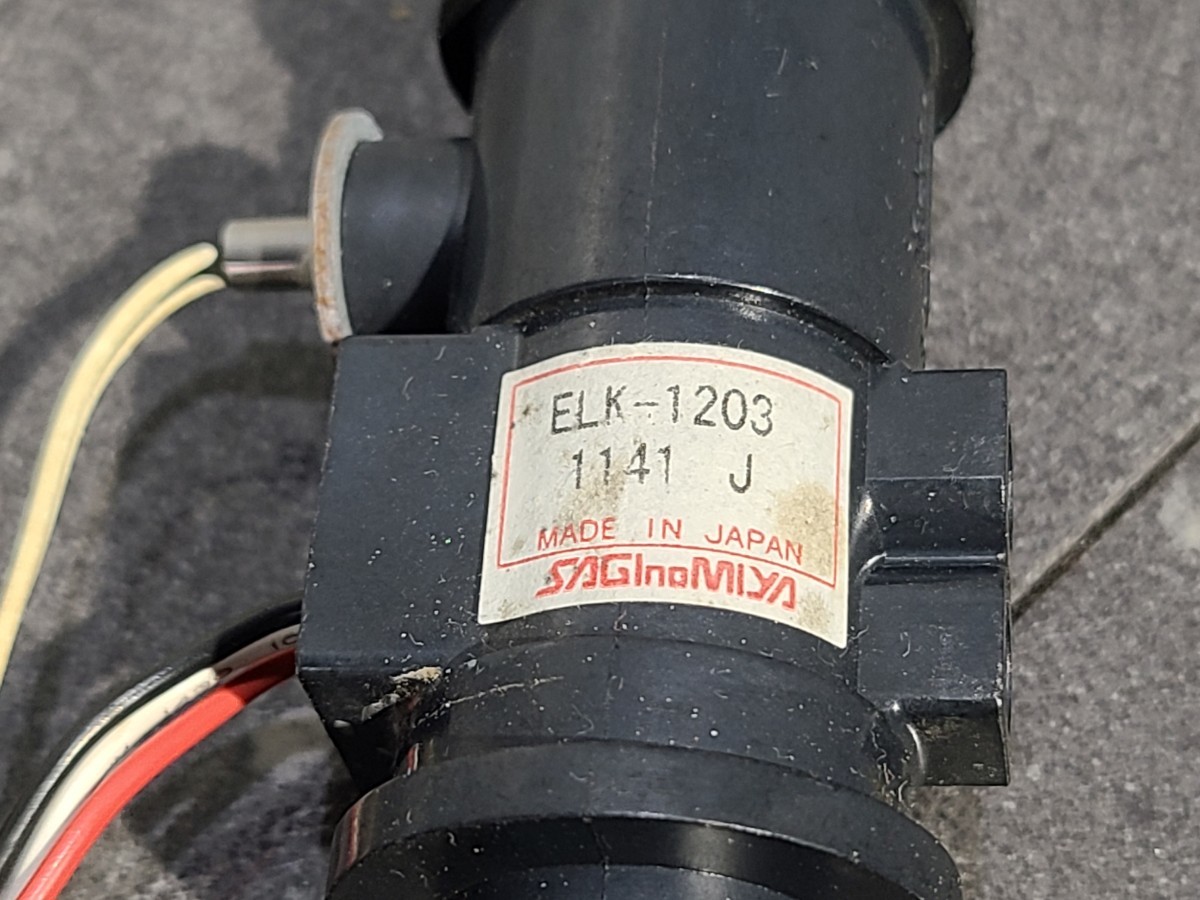 ELK-1203
1141 J
MADE IN JAPAN
SAGInoMIYA